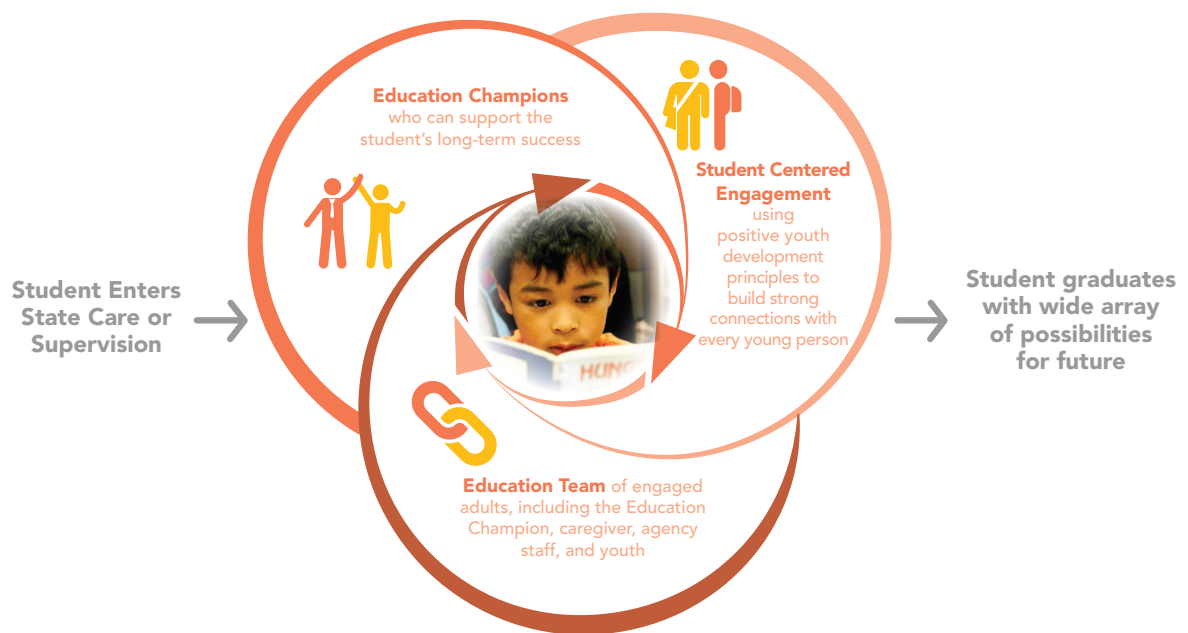 Student Enters
State Care or
Supervision
Education Champions
who can support the
student's long-term success
Student Centered
Engagement
using
positive youth
development
principles to
build strong
connections with
every young person
HUNG
Education Team of engaged
adults, including the Education
Champion, caregiver, agency
staff, and youth
Student graduates
with wide array
of possibilities
for future